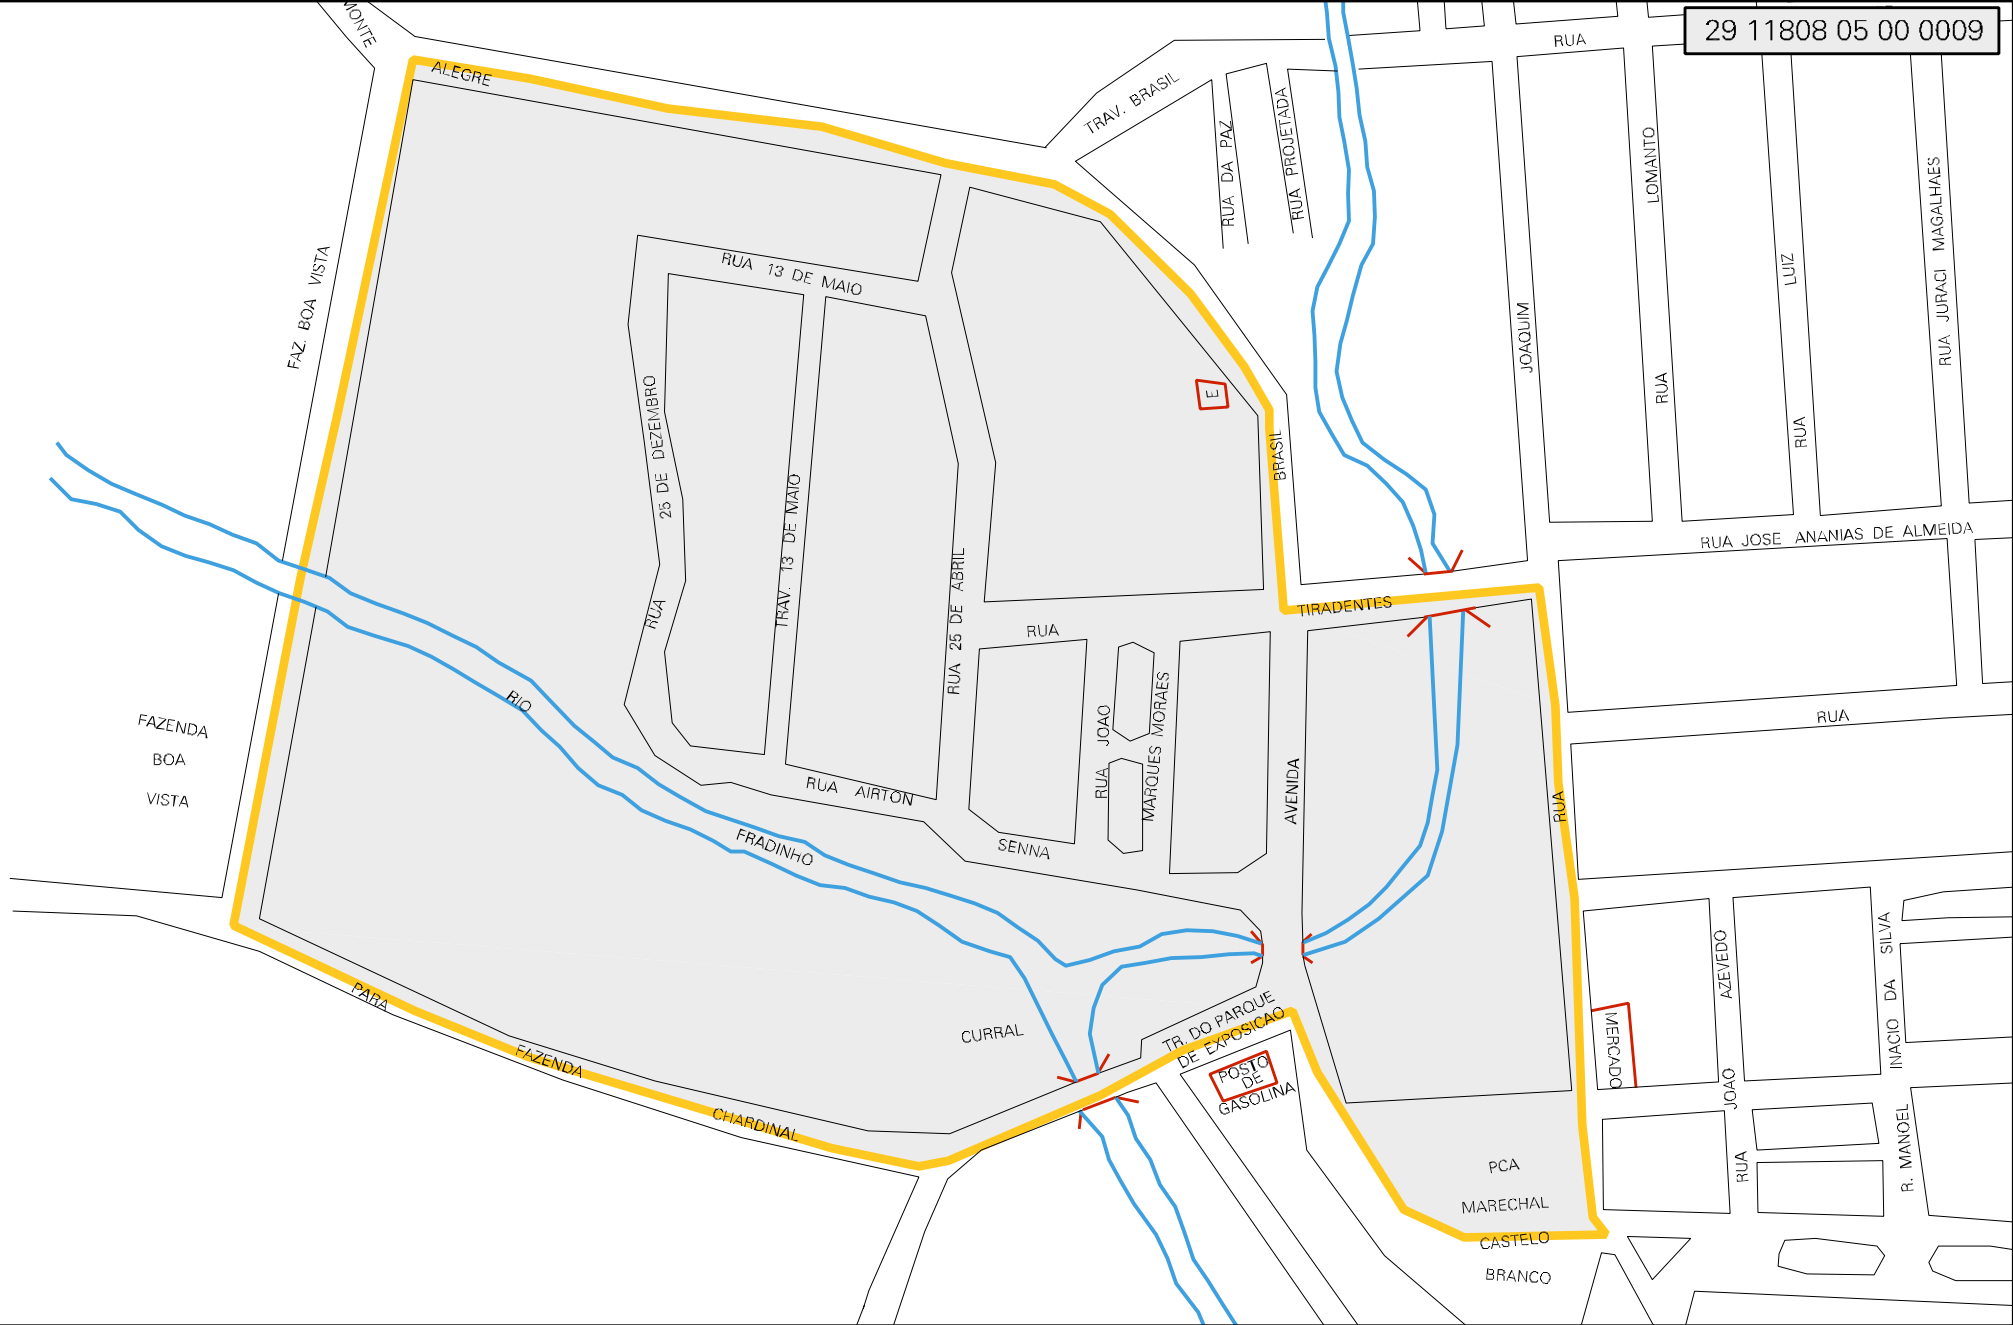 29 11808 05 00 0009
MONTE
ALEGRE
TRAV. BRASIL
RUA
RUA DA PAZ
RUA PROJETADA
LOMANTO
RUA
LUIZ
RUA
RUA JURACI MAGALHAES
JOAQUIM
FAZ. BOA VISTA
RUA 13 DE MAIO
25 DE DEZEMBRO
RUA
TRAV. 13 DE MAIO
RUA 25 DE ABRIL
E
BRASIL
RUA JOSE ANANIAS DE ALMEIDA
TIRADENTES
RUA
RUA JOAO
MARQUES MORAES
AVENIDA
RUA
RUA
RIO
FRADINHO
FAZENDA
BOA
VISTA
RUA AIRTON
SENNA
CURRAL
TR. DO PARQUE
DE EXPOSICAO
POSTO
DE
GASOLINA
PARA
FAZENDA
CHARDINAL
MERCADO
AZEVEDO
JOAO
RUA
INACIO DA SILVA
R. MANOEL
PCA
MARECHAL
CASTELO
BRANCO